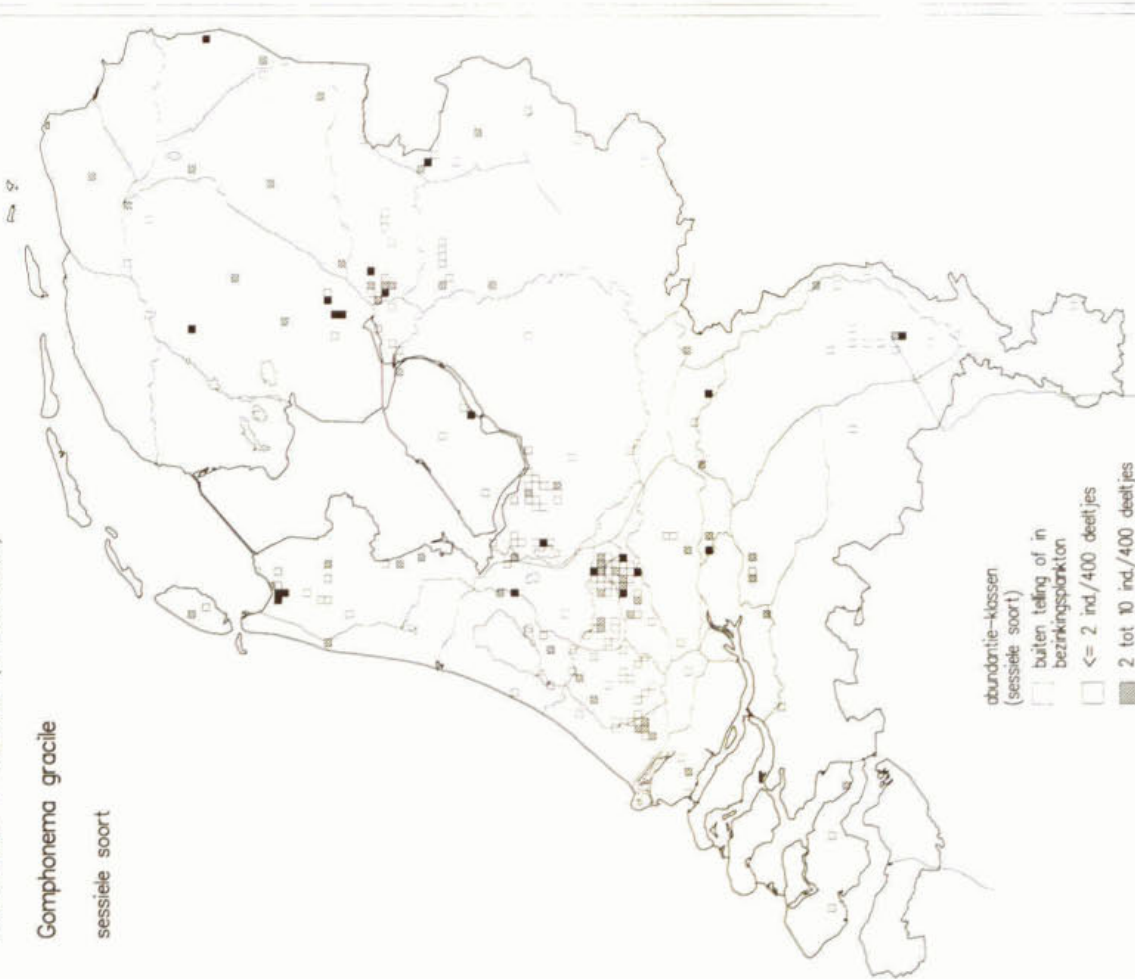 Gomphonema gracile
sessiele soort
abundantie-klassen
(sessiele soort)
buiten telling of in
bezinkingsplankton
<= 2 ind./400 deeltjes
2 tot 10 ind./400 deeltjes